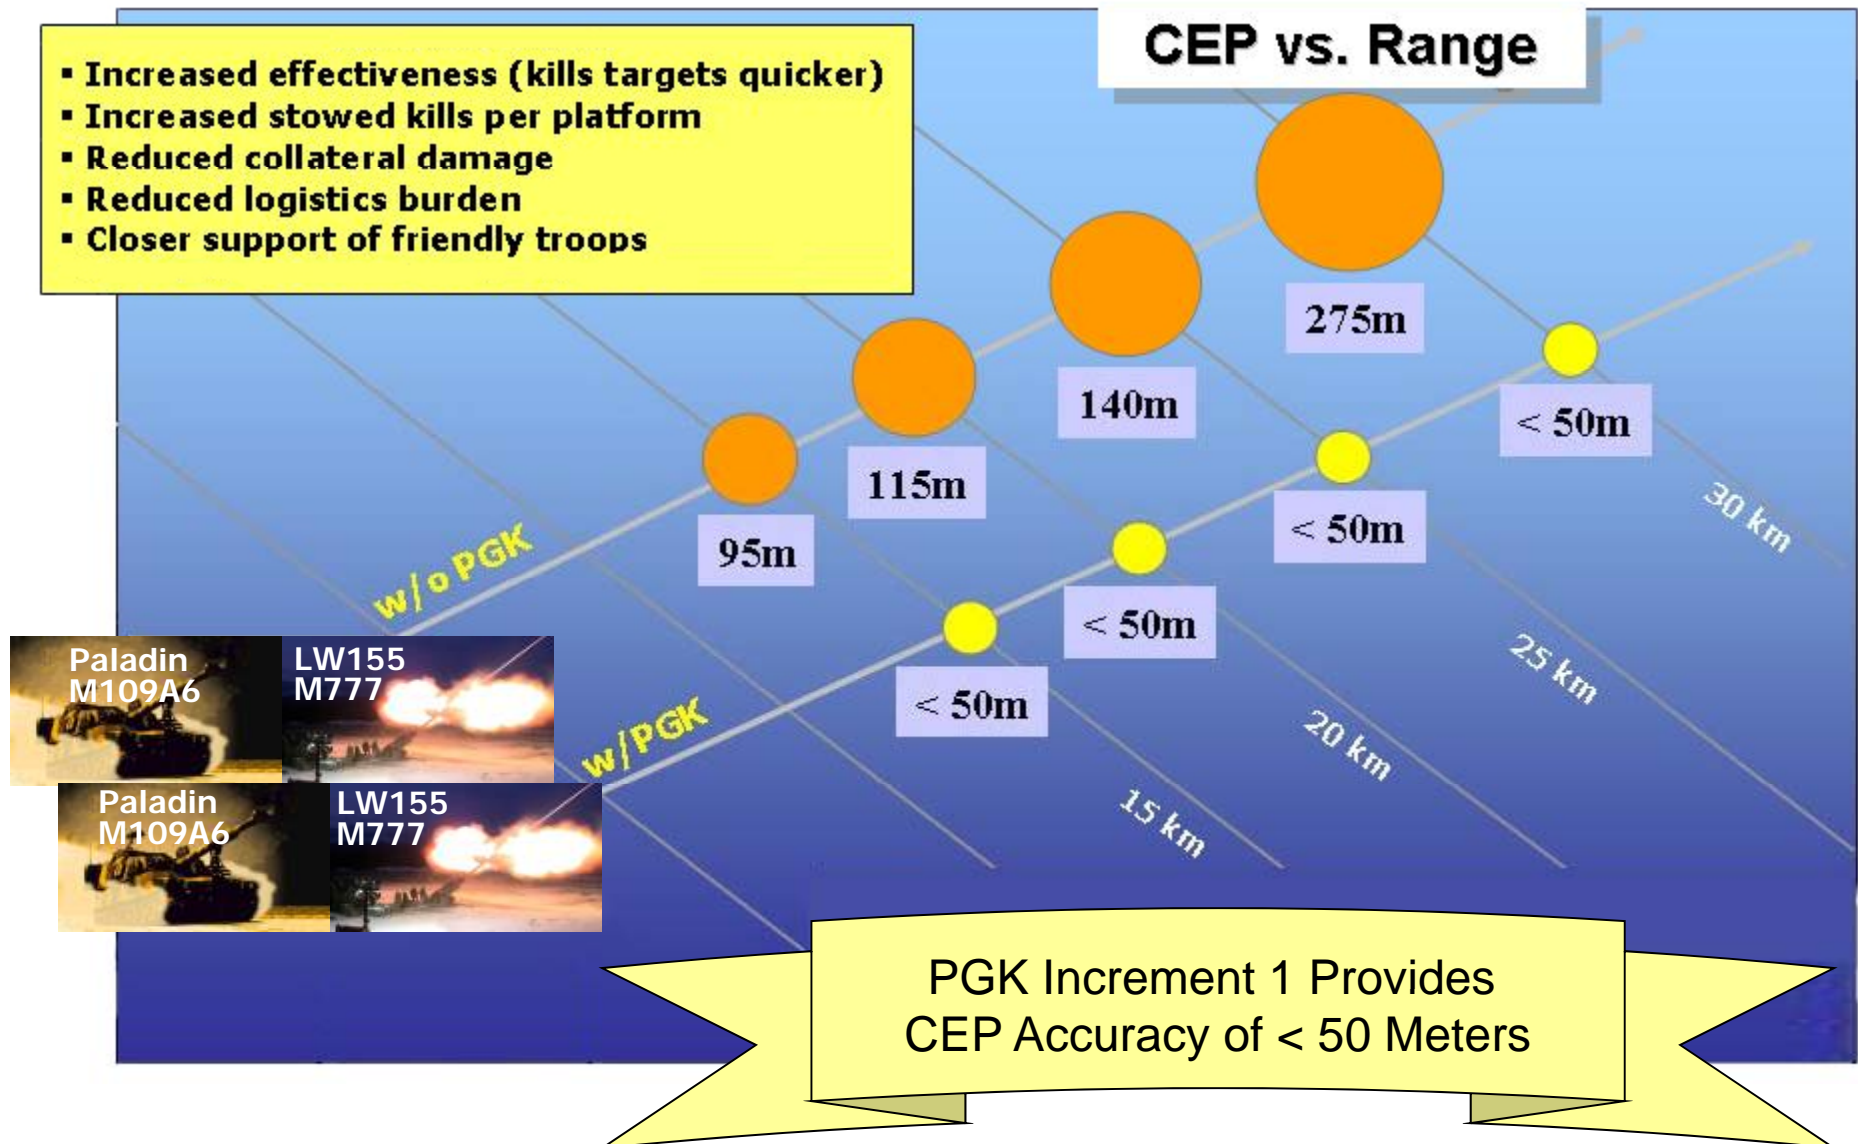 CEP vs. Range
▪ Increased effectiveness (kills targets quicker)
▪ Increased stowed kills per platform
▪ Reduced collateral damage
▪ Reduced logistics burden
▪ Closer support of friendly troops
275m
140m
115m
95m
< 50m
< 50m
< 50m
< 50m
w/o PGK
w/PGK
30 km
25 km
20 km
15 km
Paladin
M109A6
LW155
M777
Paladin
M109A6
LW155
M777
PGK Increment 1 Provides
CEP Accuracy of < 50 Meters